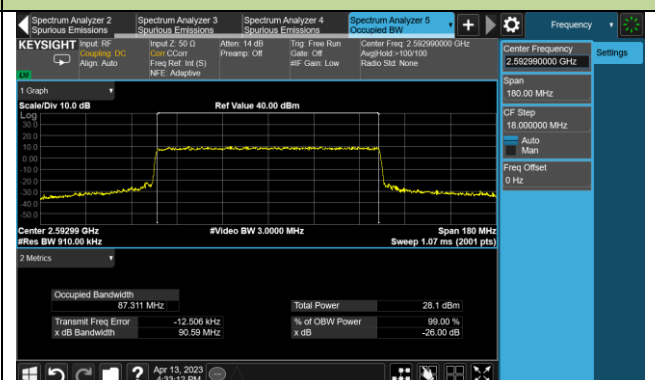 Spectrum Analyzer 2 Spectrum Analyzer 3 Spectrum Analyzer 4 Spectrum Analyzer 5 Frequency
Spurious Emissions Spurious Emissions Spurious Emissions Occupied BW
KEYSIGHT Input: RF Input Z: 50 Ω Atten: 14 dB Trig: Free Run Center Freq: 2.592990000 GHz
Coupling: DC Corr CCorr Preamp: Off Gate: Off Avg|Hold:>100/100
Align: Auto Freq Ref: Int (S) #IF Gain: Low Radio Std: None
NFE: Adaptive
LXI
Center Frequency
2.592990000 GHz
Settings
Span
180.00 MHz
CF Step
18.000000 MHz
Auto
Man
Freq Offset
0 Hz
1 Graph
Scale/Div 10.0 dB Ref Value 40.00 dBm
Log
30.0
20.0
10.0
0.00
-10.0
-20.0
-30.0
-40.0
-50.0
Center 2.59299 GHz #Video BW 3.0000 MHz Span 180 MHz
#Res BW 910.00 kHz Sweep 1.07 ms (2001 pts)
2 Metrics
Occupied Bandwidth
87.311 MHz Total Power 28.1 dBm
Transmit Freq Error -12.506 kHz % of OBW Power 99.00 %
x dB Bandwidth 90.59 MHz x dB -26.00 dB
Apr 13, 2023
4:33:12 PM